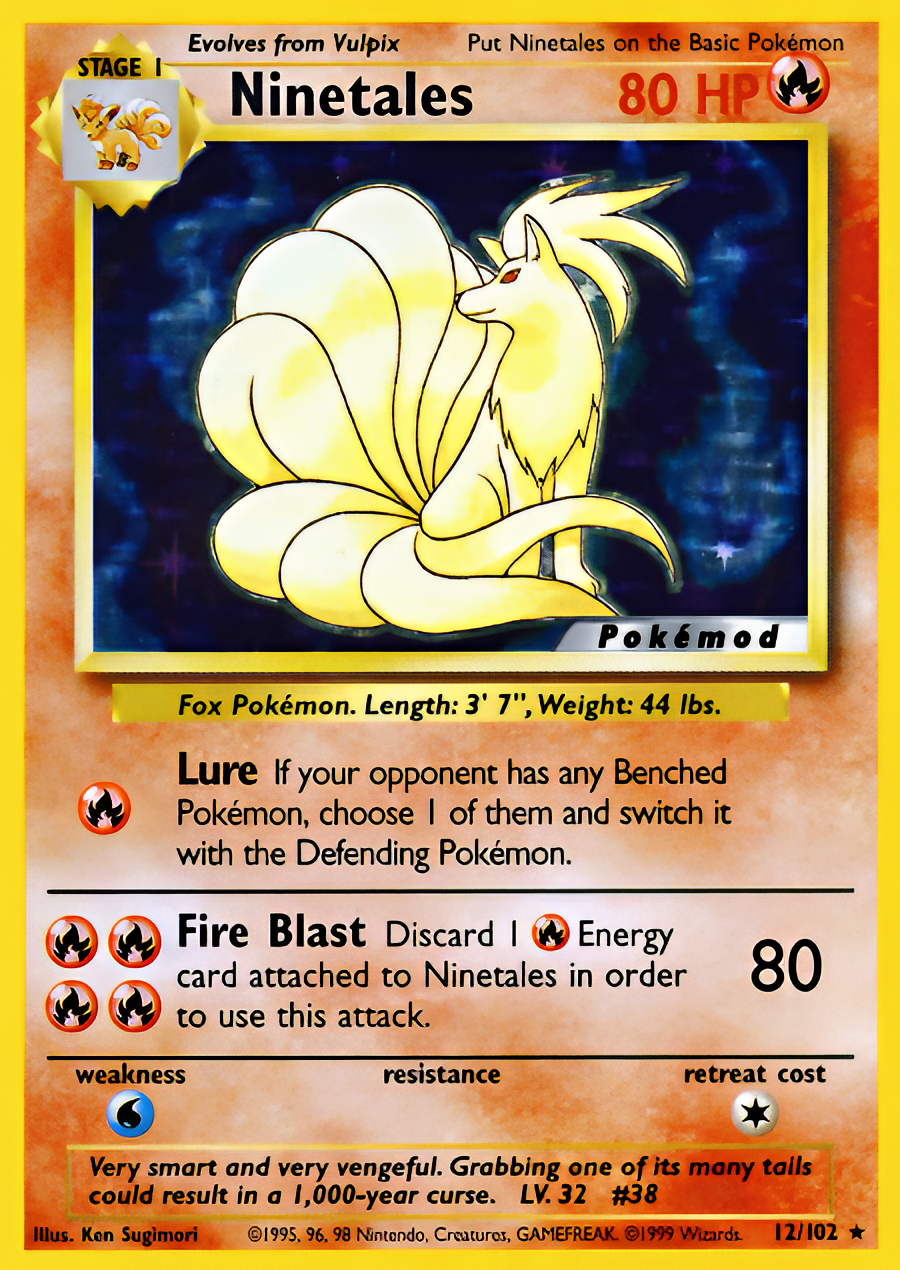 Evolves from Vulpix
Put Ninetales on the Basic Pokémon
STAGE 1
Ninetales
80 HP
Pokémod
Fox Pokémon. Length: 3' 7", Weight: 44 lbs.
Lure If your opponent has any Benched
Pokémon, choose 1 of them and switch it
with the Defending Pokémon.
Fire Blast Discard 1 Energy
card attached to Ninetales in order
to use this attack.
80
weakness
resistance
retreat cost
Very smart and very vengeful. Grabbing one of its many tails
could result in a 1,000-year curse. LV. 32 #38
Illus. Ken Sugimori
©1995, 96, 98 Nintendo, Creatures, GAMEFREAK. ©1999 Wizards.
12/102 ★